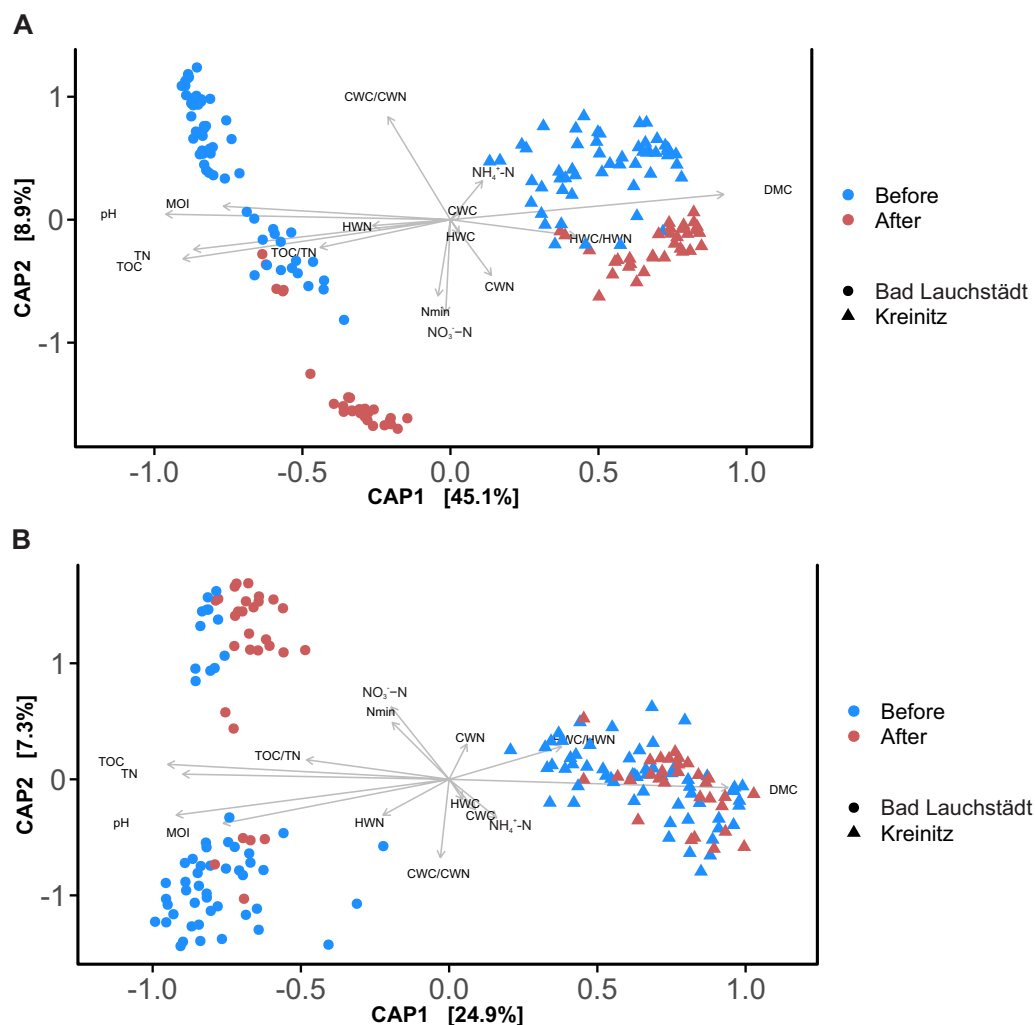 A
CWC/CWN
1
NH₄⁺-N
Before
DMC
MOI
pH
CWC
After
0
HWN
HWC
HWC/HWN
TN
TOC/TN
TOC
CWN
Bad Lauchstädt
Nmin
Kreinitz
NO₃⁻−N
-1
CAP2 [8.9%]
-1.0
-0.5
0.0
0.5
1.0
CAP1 [45.1%]
B
1
NO₃⁻−N
Before
Nmin
CWN
HWC/HWN
After
TOC/TN
TOC
TN
0
DMC
HWC
Bad Lauchstädt
CWC
pH
HWN
NH₄⁺-N
MOI
Kreinitz
CWC/CWN
-1
CAP2 [7.3%]
-1.0
-0.5
0.0
0.5
1.0
CAP1 [24.9%]